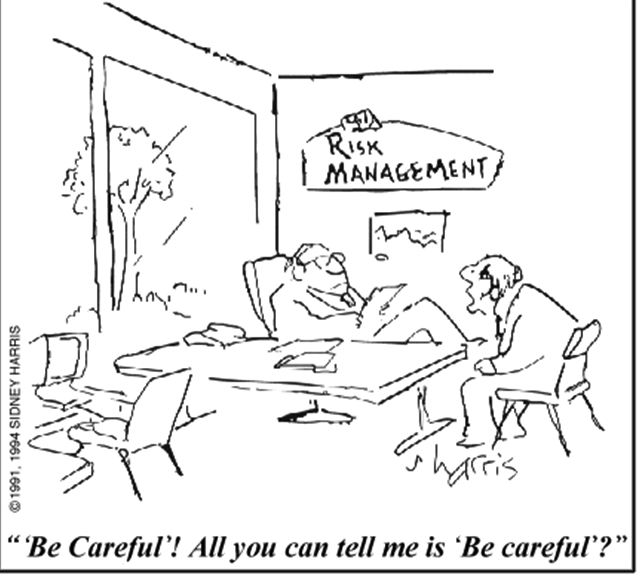 RISK
MANAGEMENT
©1991, 1994 SIDNEY HARRIS
s harris
“‘Be Careful’! All you can tell me is ‘Be careful’?”